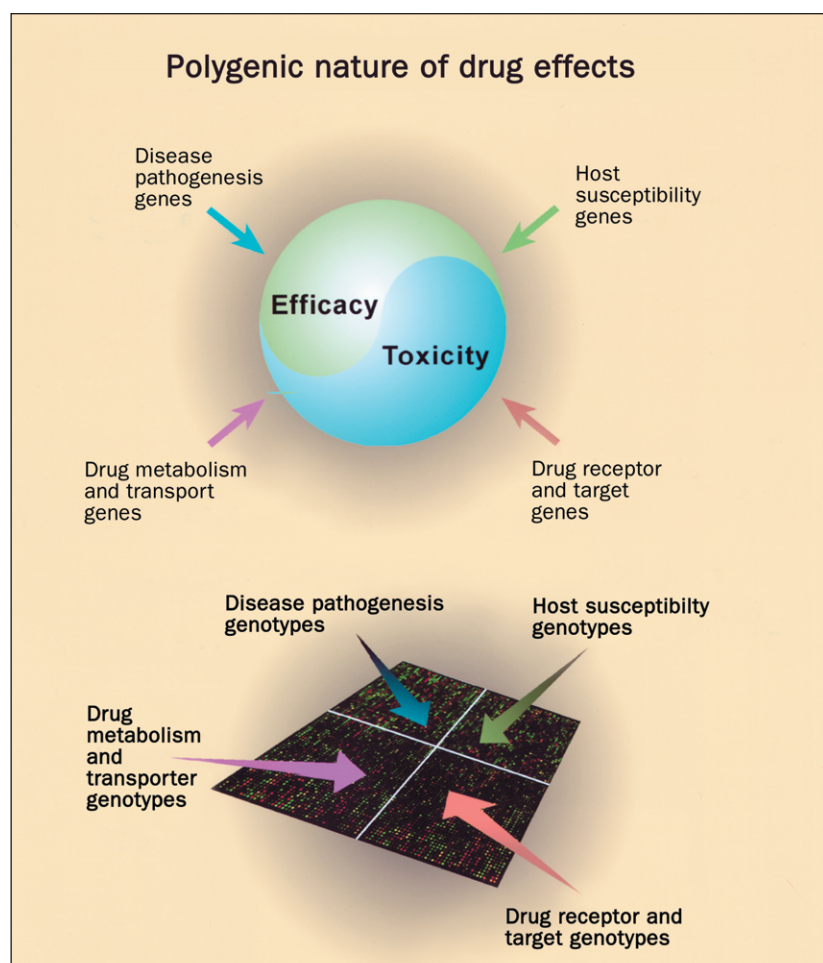 Polygenic nature of drug effects
Disease
pathogenesis
genes
Host
susceptibility
genes
Efficacy
Toxicity
Drug metabolism
and transport
genes
Drug receptor
and target
genes
Disease pathogenesis
genotypes
Host susceptibilty
genotypes
Drug
metabolism
and
transporter
genotypes
Drug receptor and
target genotypes